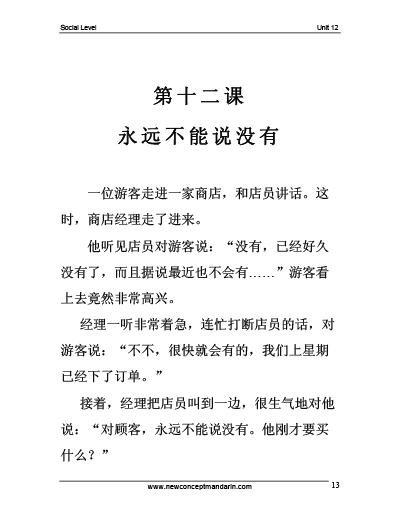 Social Level Unit 12
第十二课
永远不能说没有
一位游客走进一家商店，和店员讲话。这
时，商店经理走了进来。
他听见店员对游客说：“没有，已经好久
没有了，而且据说最近也不会有……”游客看
上去竟然非常高兴。
经理一听非常着急，连忙打断店员的话，对
游客说：“不不，很快就会有的，我们上星期
已经下了订单。”
接着，经理把店员叫到一边，很生气地对他
说：“对顾客，永远不能说没有。他刚才要买
什么？”
www.newconceptmandarin.com 13